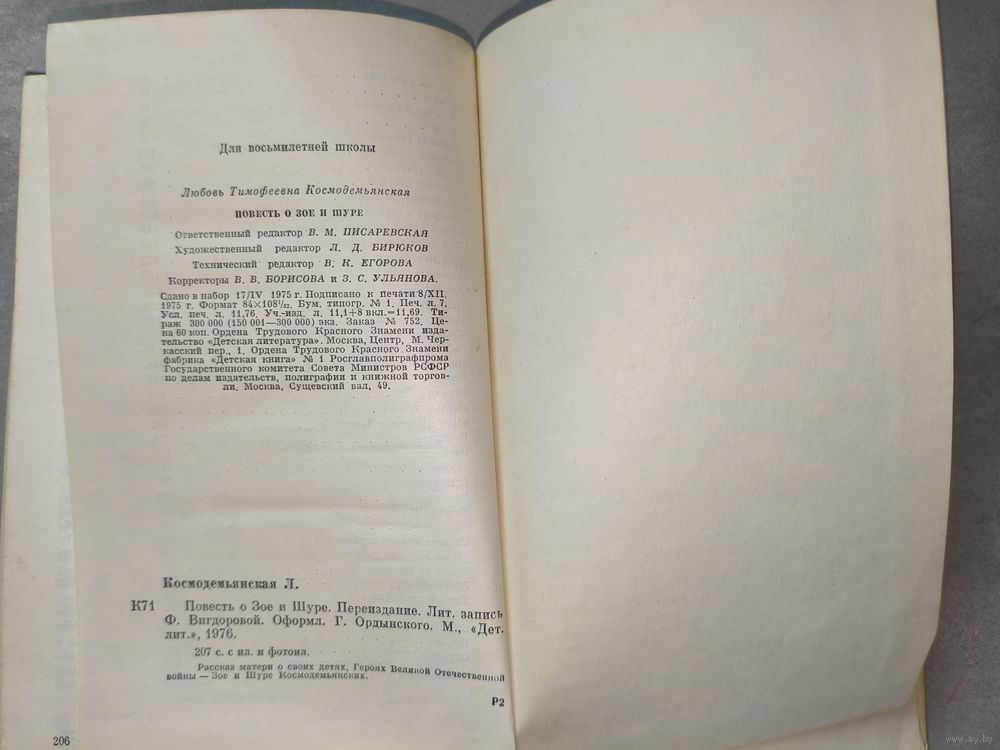 Для восьмилетней школы
Любовь Тимофеевна Космодемьянская
ПОВЕСТЬ О ЗОЕ И ШУРЕ
Ответственный редактор В. М. ПИСАРЕВСКАЯ
Художественный редактор Л. Д. БИРЮКОВ
Технический редактор В. К. ЕГОРОВА
Корректоры В. В. БОРИСОВА и З. С. УЛЬЯНОВА.
Сдано в набор 17/IV 1975 г. Подписано к печати 8/XII.
1975 г. Формат 84×108¹/₃₂. Бум. типогр. № 1. Печ. л. 7.
Усл. печ. л. 11,76. Уч.-изд. л. 11,1+8 вкл.=11,69. Ти-
раж 300 000 (150 001—300 000) экз. Заказ № 752. Це-
на 60 коп. Ордена Трудового Красного Знамени изда-
тельство «Детская литература». Москва, Центр, М. Чер-
касский пер., 1. Ордена Трудового Красного Знамени
фабрика «Детская книга» № 1 Росглавполиграфпрома
Государственного комитета Совета Министров РСФСР
по делам издательств, полиграфии и книжной торгов-
ли. Москва, Сущевский вал, 49.
Космодемьянская Л.
К71 Повесть о Зое и Шуре. Переиздание. Лит. запись
Ф. Вигдоровой. Оформл. Г. Ордынского. М., «Дет.
лит.», 1976.
207 с. с ил. и фотоил.
Рассказ матери о своих детях, Героях Великой Отечественной
войны — Зое и Шуре Космодемьянских.
Р2
206
www.ay.by